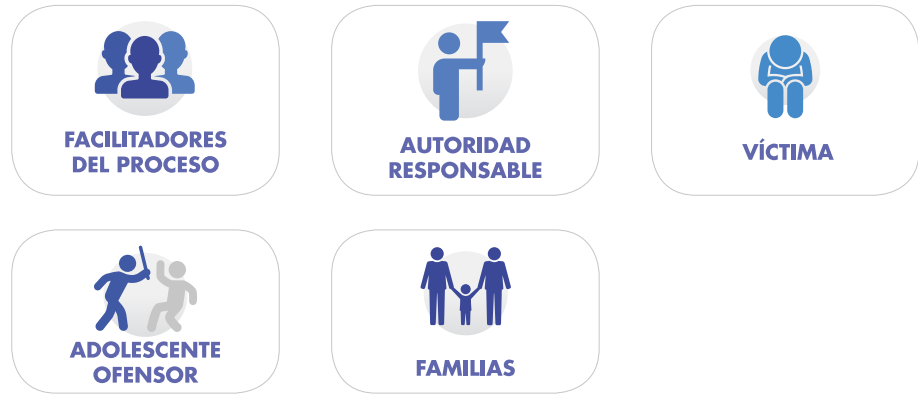 FACILITADORES
DEL PROCESO
AUTORIDAD
RESPONSABLE
VÍCTIMA
ADOLESCENTE
OFENSOR
FAMILIAS